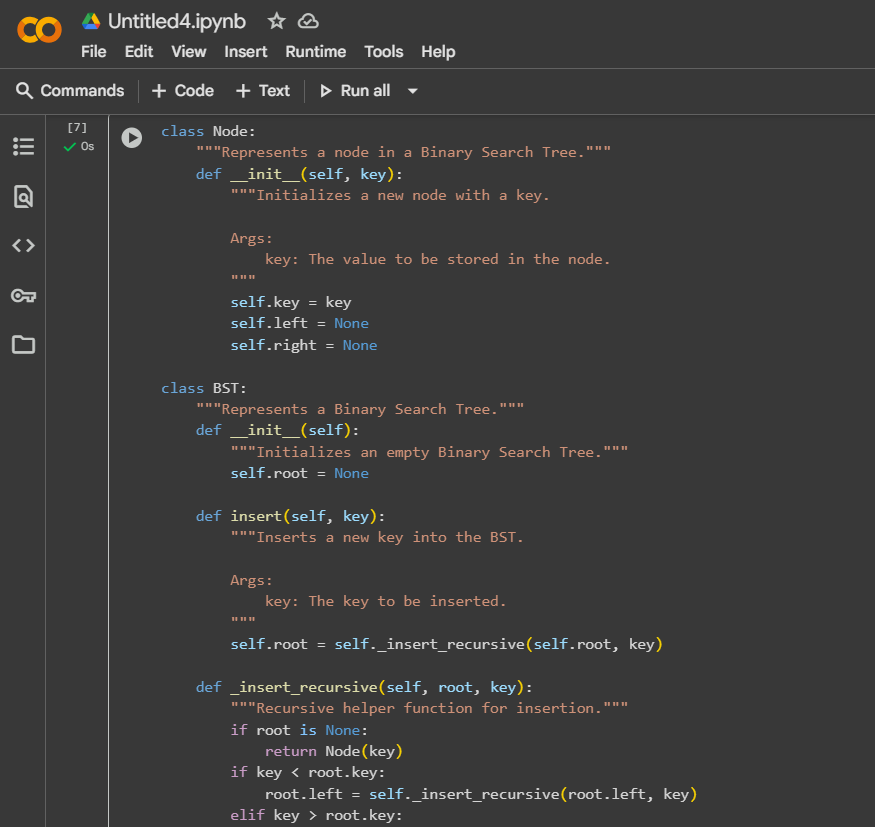 Untitled4.ipynb
File Edit View Insert Runtime Tools Help
Commands + Code + Text Run all
[7]
0s
class Node:
    """Represents a node in a Binary Search Tree."""
    def __init__(self, key):
        """Initializes a new node with a key.

        Args:
            key: The value to be stored in the node.
        """
        self.key = key
        self.left = None
        self.right = None

class BST:
    """Represents a Binary Search Tree."""
    def __init__(self):
        """Initializes an empty Binary Search Tree."""
        self.root = None

    def insert(self, key):
        """Inserts a new key into the BST.

        Args:
            key: The key to be inserted.
        """
        self.root = self._insert_recursive(self.root, key)

    def _insert_recursive(self, root, key):
        """Recursive helper function for insertion."""
        if root is None:
            return Node(key)
        if key < root.key:
            root.left = self._insert_recursive(root.left, key)
        elif key > root.key: